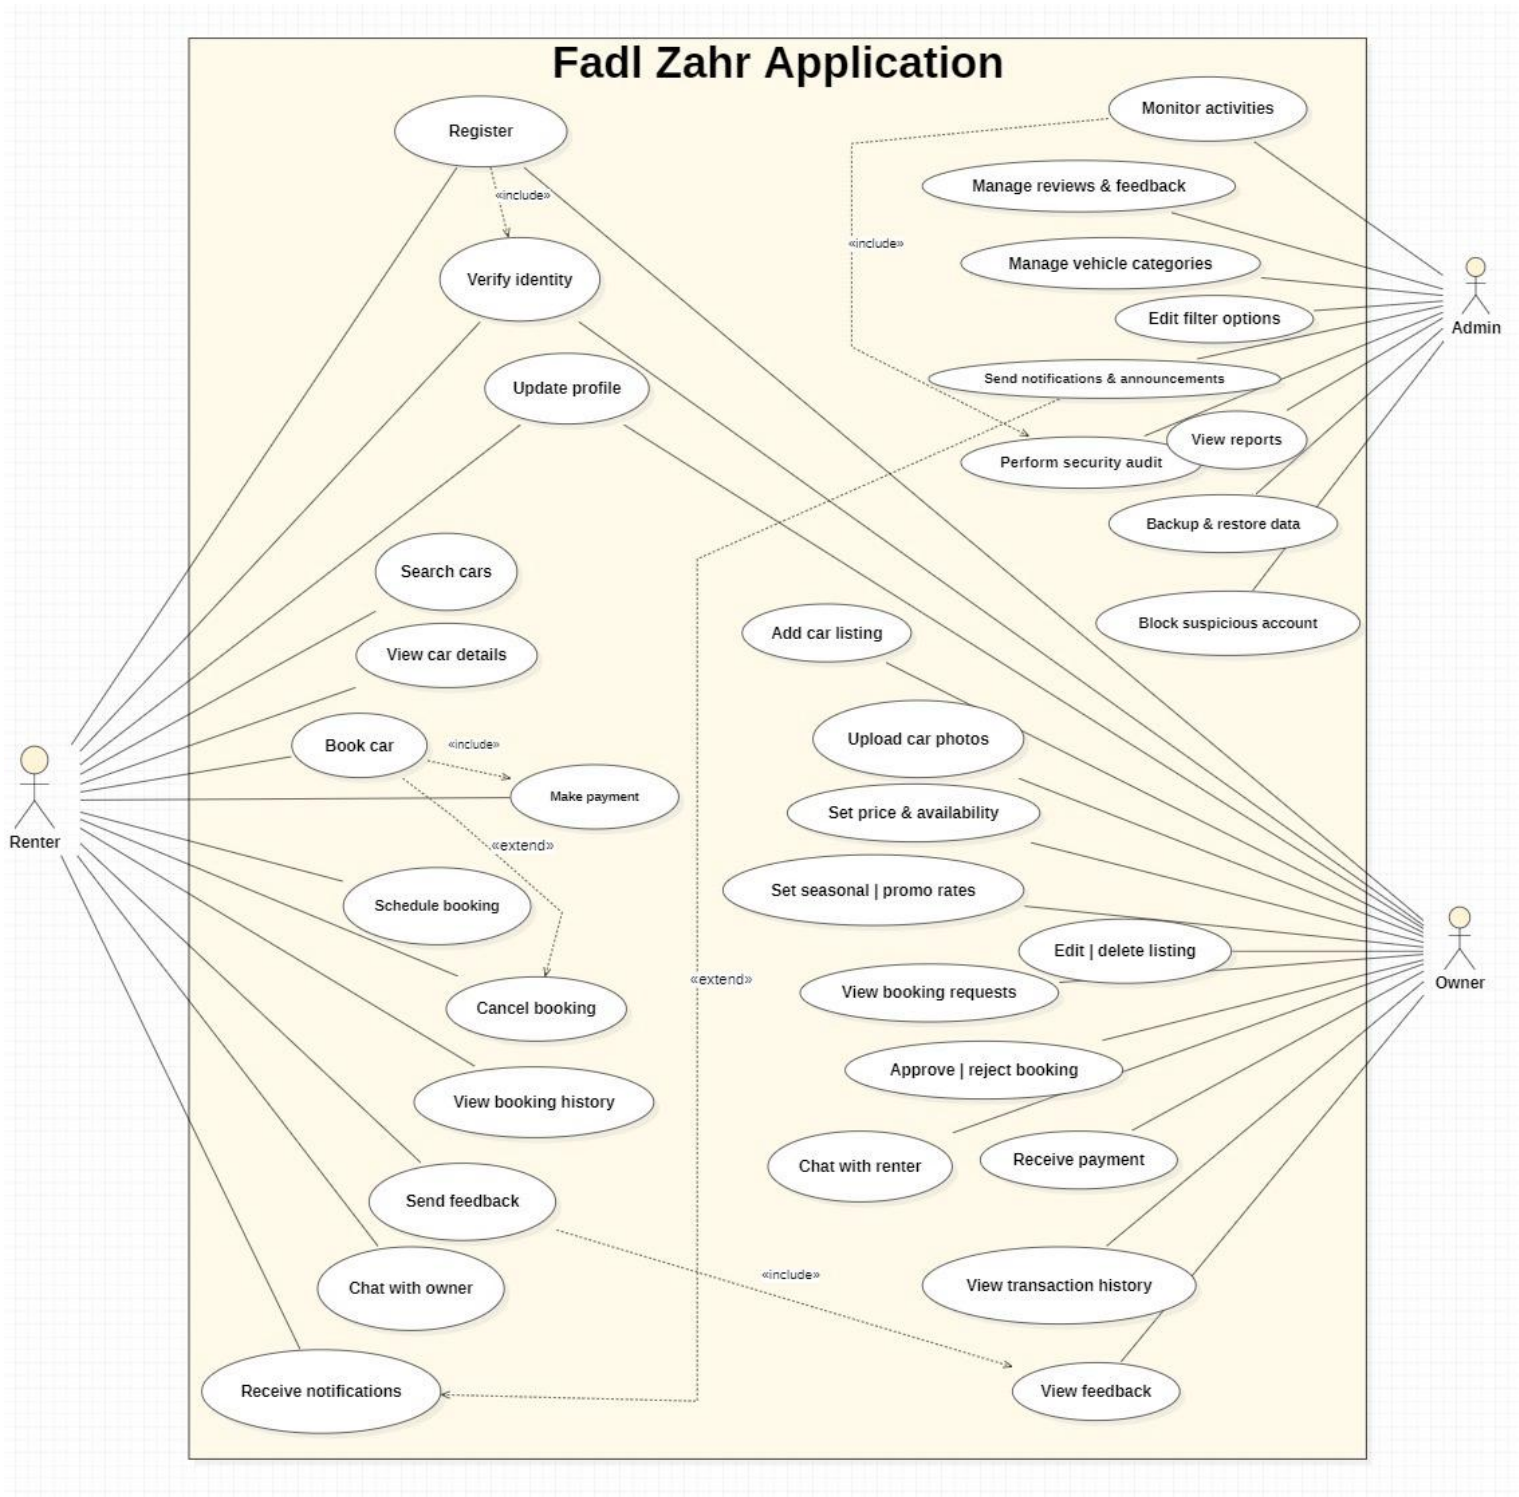 Fadl Zahr Application
Register
Monitor activities
Manage reviews & feedback
«include»
«include»
Verify identity
Manage vehicle categories
Edit filter options
Admin
Update profile
Send notifications & announcements
View reports
Perform security audit
Backup & restore data
Search cars
Add car listing
Block suspicious account
View car details
Book car
«include»
Upload car photos
Make payment
Set price & availability
Renter
«extend»
Set seasonal | promo rates
Schedule booking
Edit | delete listing
«extend»
Owner
View booking requests
Cancel booking
Approve | reject booking
View booking history
Chat with renter
Receive payment
Send feedback
«include»
Chat with owner
View transaction history
Receive notifications
View feedback